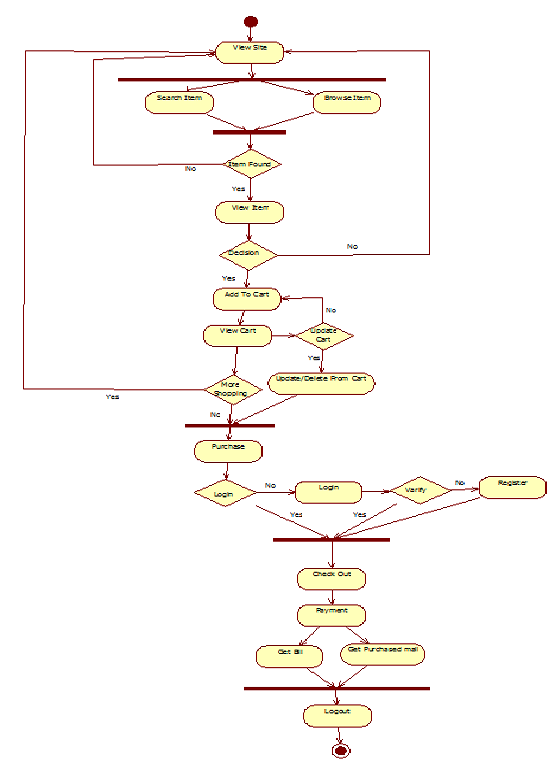 View Site
Search Item
Browse Item
Item Found
No
Yes
View Item
Decision
No
Yes
Add To Cart
No
View Cart
Update
Cart
Yes
Update/Delete From Cart
More
Shopping
Yes
No
Purchase
Login
No
Login
Varify
No
Register
Yes
Yes
Check Out
Payment
Get Bill
Get Purchased mail
Logout